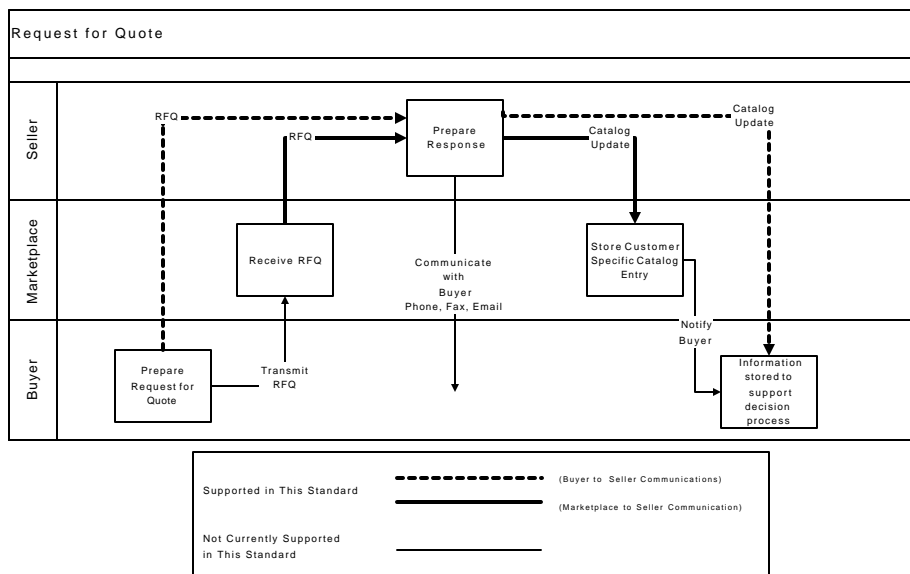 Request for Quote
Seller
RFQ
RFQ
Prepare
Response
Catalog
Update
Catalog
Update
Marketplace
Receive RFQ
Communicate
with
Buyer
Phone, Fax, Email
Store Customer
Specific Catalog
Entry
Buyer
Prepare
Request for
Quote
Transmit
RFQ
Notify
Buyer
Information
stored to
support
decision
process
Supported in This Standard
(Buyer to Seller Communications)
(Marketplace to Seller Communication)
Not Currently Supported
in This Standard